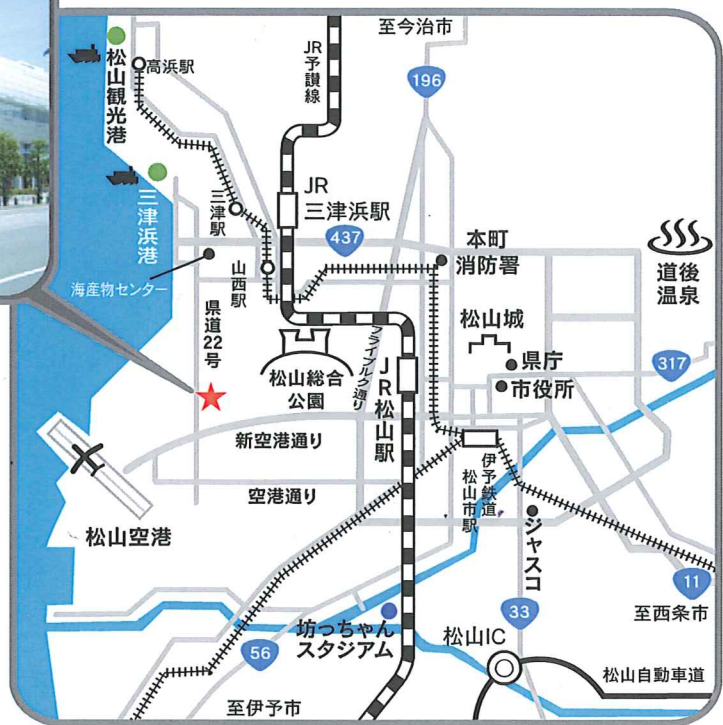 至今治市
JR予讃線
196
松山観光港
高浜駅
三津浜港
三津駅
JR
三津浜駅
437
本町
消防署
道後
温泉
山西駅
海産物センター
県道22号
松山城
県庁
市役所
317
松山総合
公園
フライブルク通り
JR松山駅
新空港通り
伊予鉄道
松山市駅
空港通り
松山空港
ジャスコ
11
至西条市
33
坊っちゃん
スタジアム
56
松山IC
松山自動車道
至伊予市